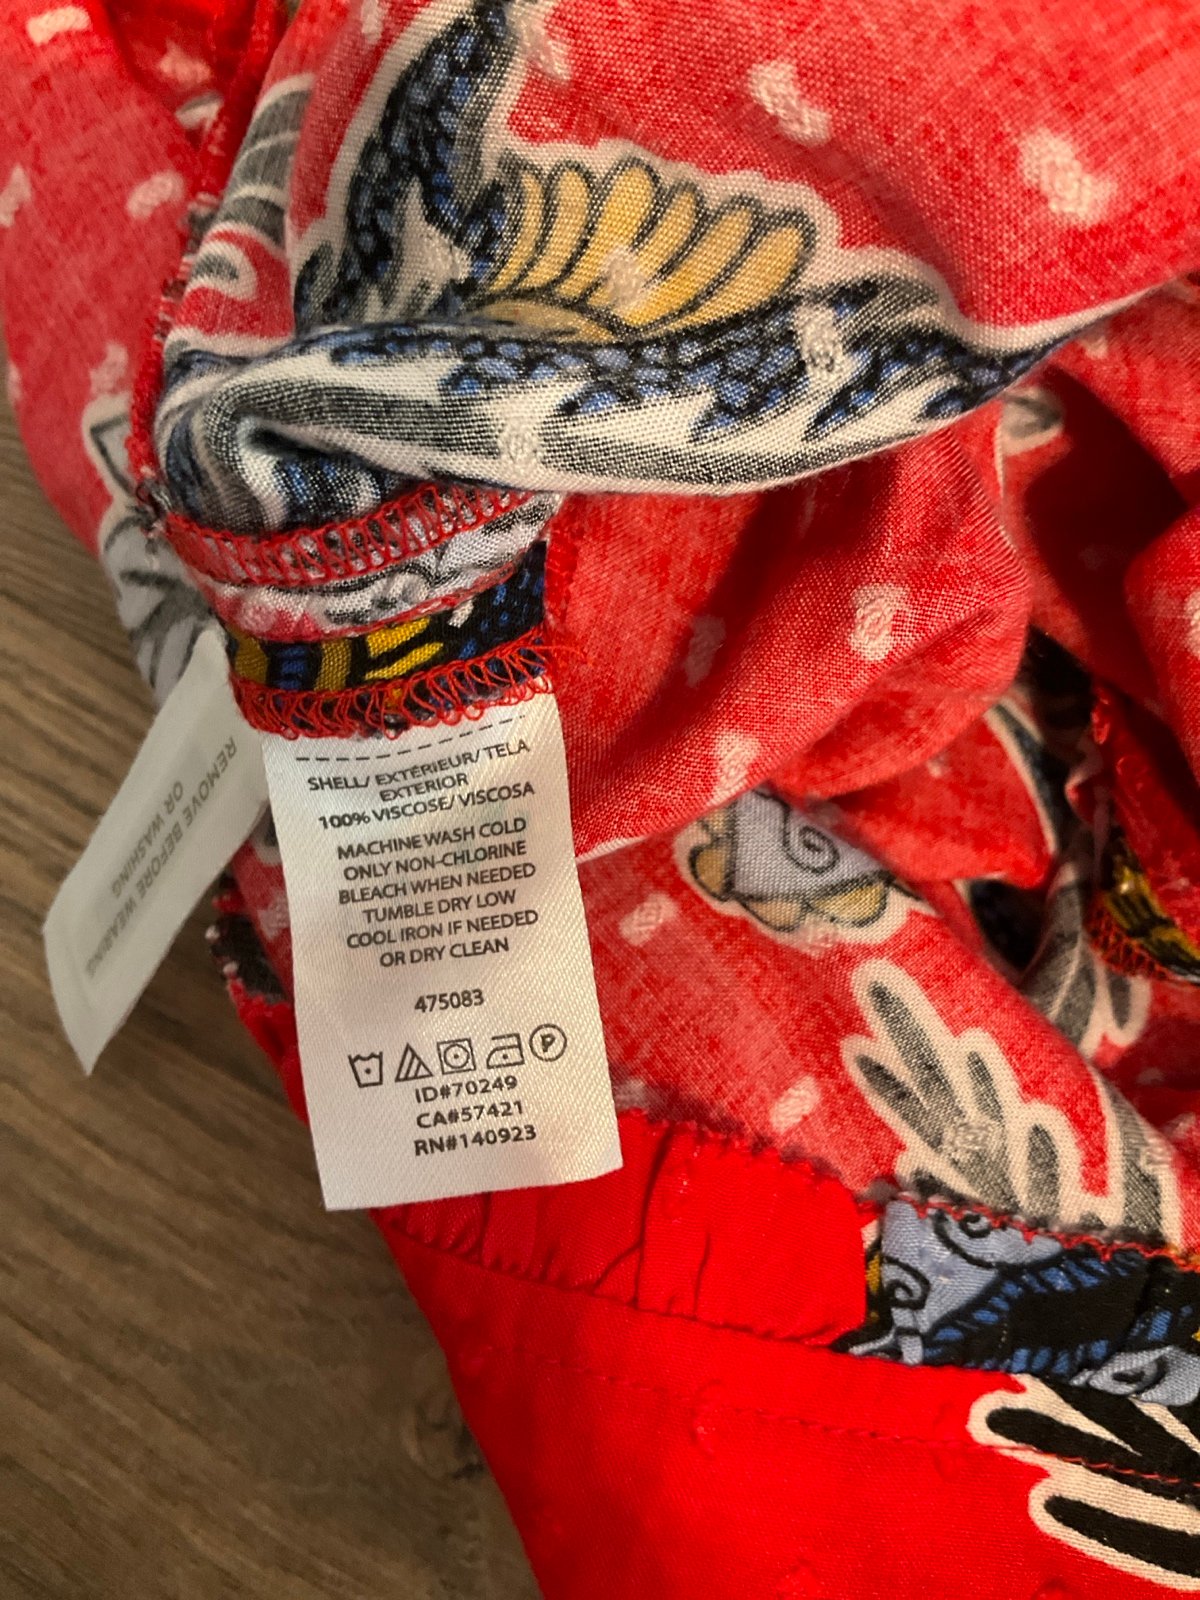 SHELL/ EXTÉRIEUR/ TELA
EXTERIOR
100% VISCOSE/ VISCOSA
MACHINE WASH COLD
ONLY NON-CHLORINE
BLEACH WHEN NEEDED
TUMBLE DRY LOW
COOL IRON IF NEEDED
OR DRY CLEAN
475083
P
ID#70249
CA#57421
RN#140923
REMOVE BEFORE WEARING
OR WASHING